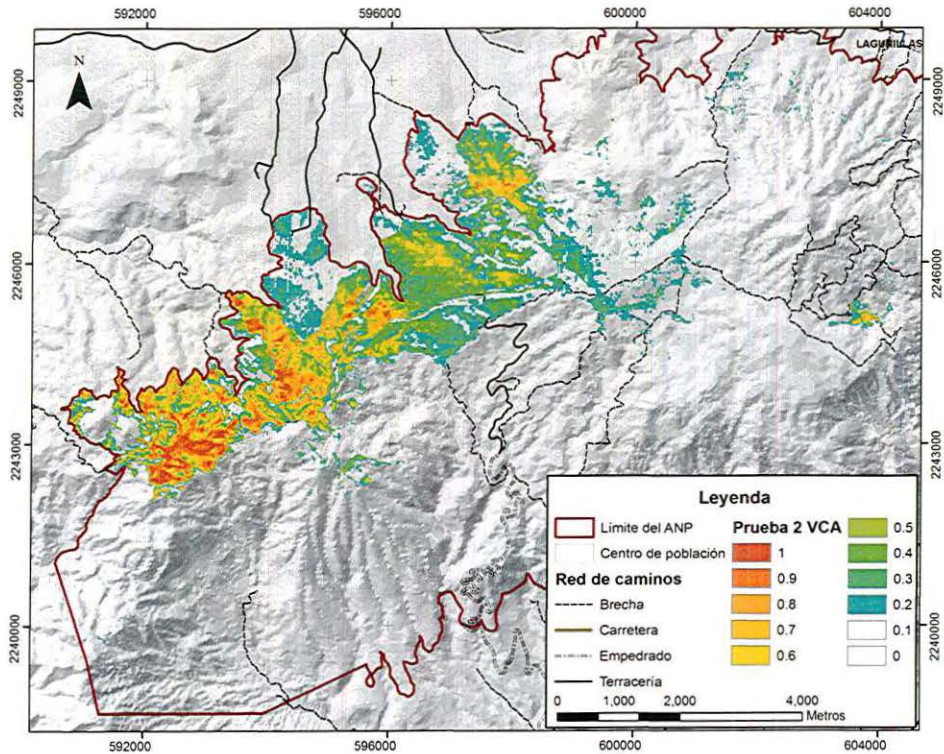 592000 596000 600000 604000
LAGUNILLAS
N
2249000 2249000
2246000 2246000
2243000 2243000
2240000 2240000
Leyenda
Limite del ANP
Centro de población
Red de caminos
Brecha
Carretera
Empedrado
Terracería
Prueba 2 VCA
1
0.9
0.8
0.7
0.6
0.5
0.4
0.3
0.2
0.1
0
0 1,000 2,000 4,000
Metros
592000 596000 600000 604000